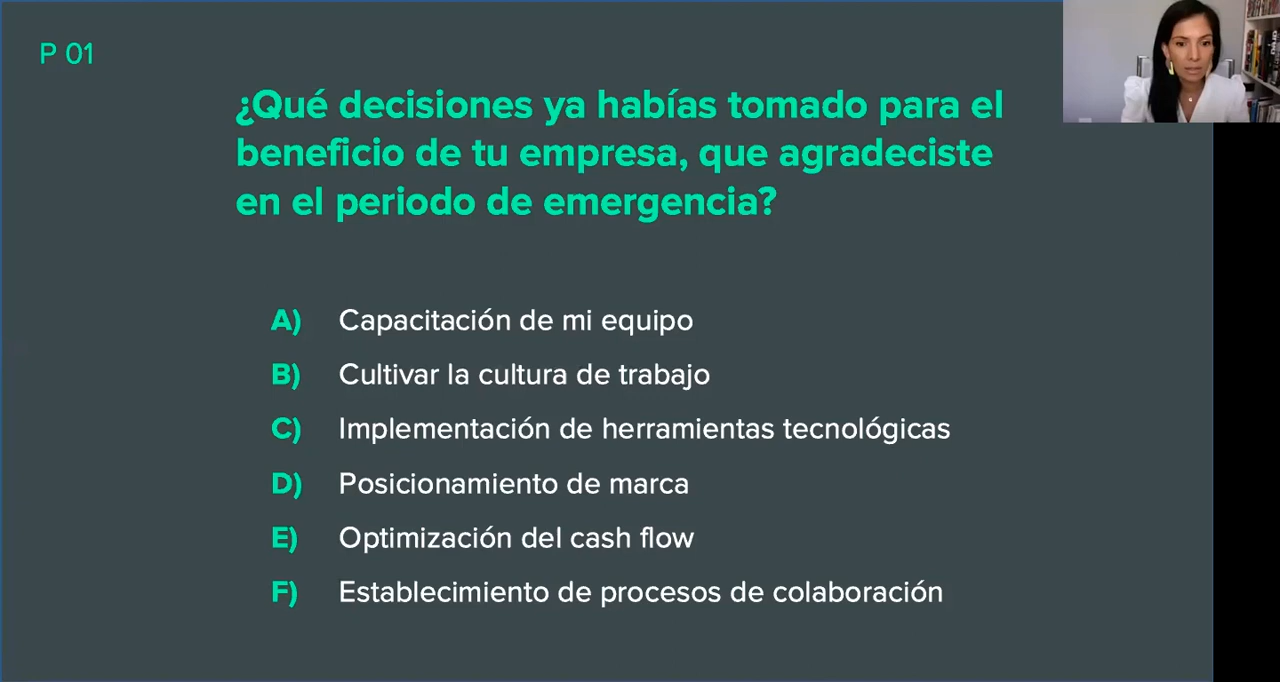 P 01
¿Qué decisiones ya habías tomado para el
beneficio de tu empresa, que agradeciste
en el periodo de emergencia?
A) Capacitación de mi equipo
B) Cultivar la cultura de trabajo
C) Implementación de herramientas tecnológicas
D) Posicionamiento de marca
E) Optimización del cash flow
F) Establecimiento de procesos de colaboración